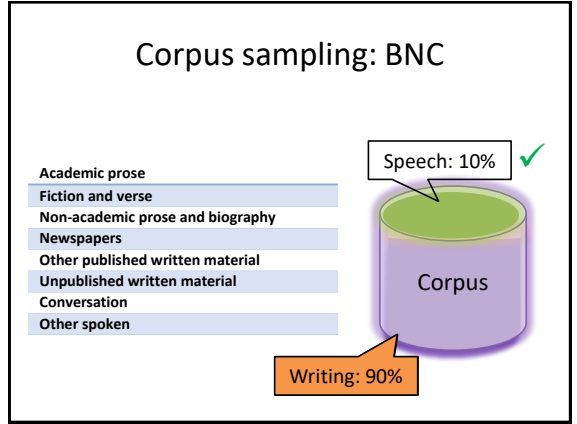 Corpus sampling: BNC
Academic prose
Fiction and verse
Non-academic prose and biography
Newspapers
Other published written material
Unpublished written material
Conversation
Other spoken
Speech: 10%
Corpus
Writing: 90%